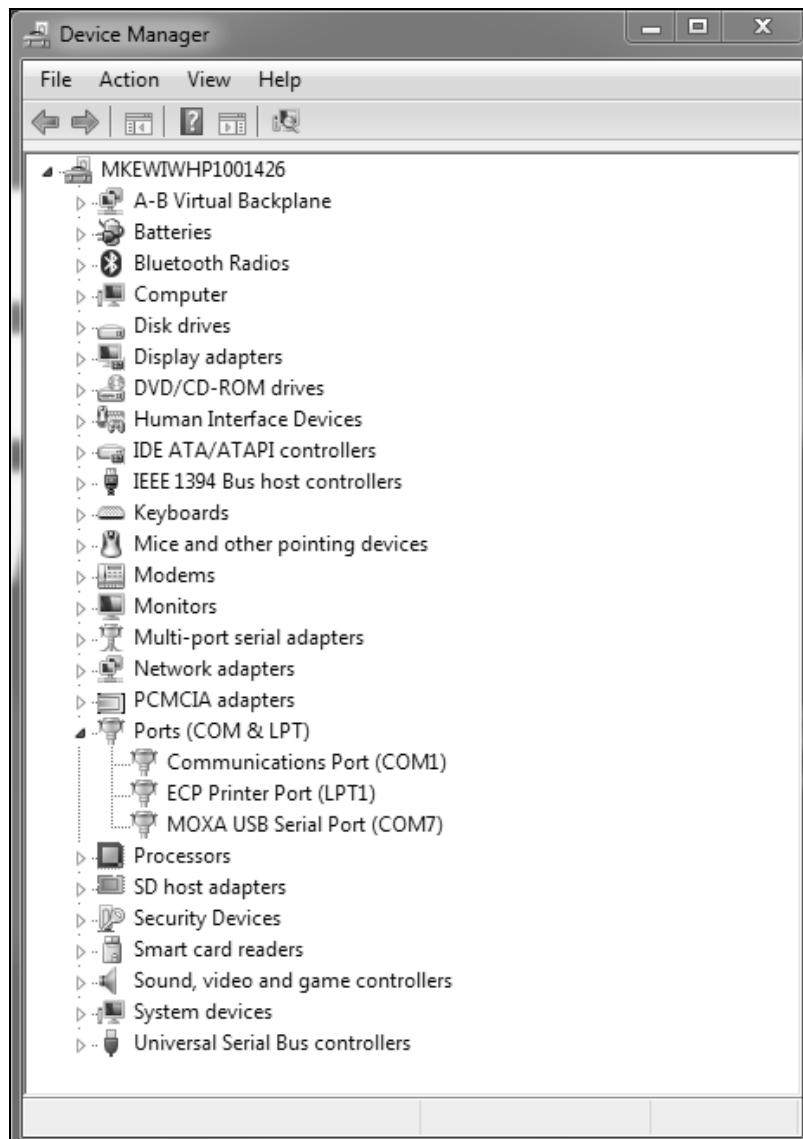 Device Manager
File Action View Help
MKEWIWHP1001426
A-B Virtual Backplane
Batteries
Bluetooth Radios
Computer
Disk drives
Display adapters
DVD/CD-ROM drives
Human Interface Devices
IDE ATA/ATAPI controllers
IEEE 1394 Bus host controllers
Keyboards
Mice and other pointing devices
Modems
Monitors
Multi-port serial adapters
Network adapters
PCMCIA adapters
Ports (COM & LPT)
Communications Port (COM1)
ECP Printer Port (LPT1)
MOXA USB Serial Port (COM7)
Processors
SD host adapters
Security Devices
Smart card readers
Sound, video and game controllers
System devices
Universal Serial Bus controllers